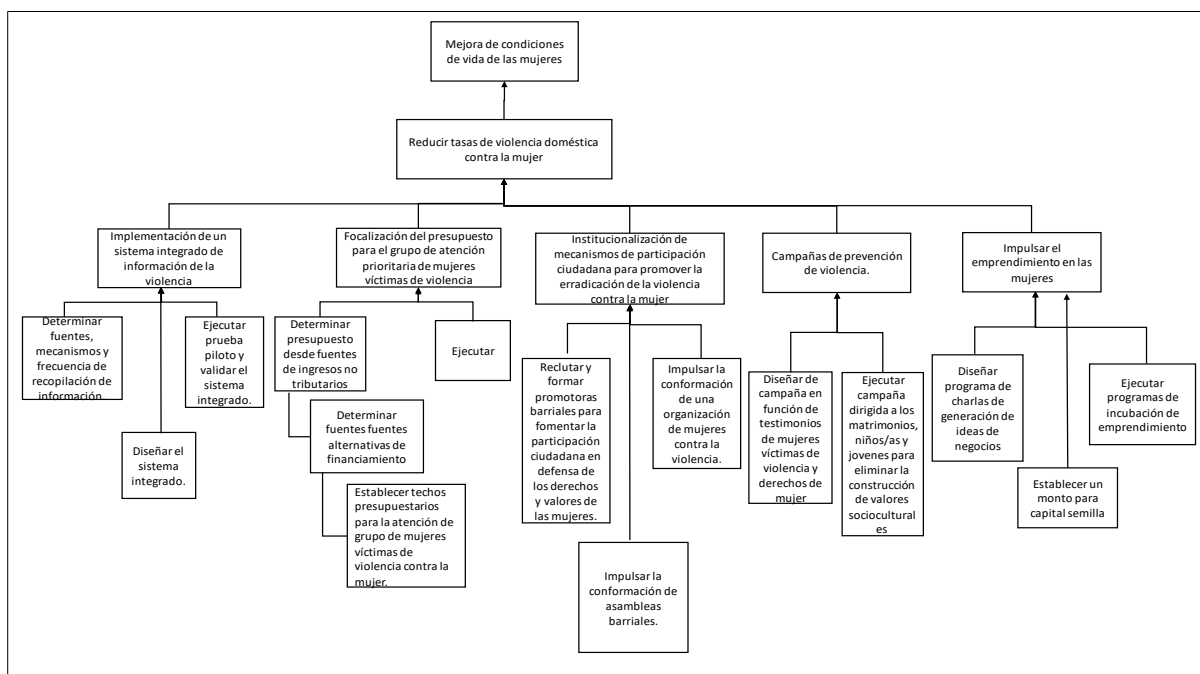 Mejora de condiciones
de vida de las mujeres
Reducir tasas de violencia doméstica
contra la mujer
Implementación de un
sistema integrado de
información de la
violencia
Focalización del presupuesto
para el grupo de atención
prioritaria de mujeres
víctimas de violencia
Institucionalización de
mecanismos de participación
ciudadana para promover la
erradicación de la violencia
contra la mujer
Campañas de prevención
de violencia.
Impulsar el
emprendimiento en las
mujeres
Determinar
fuentes,
mecanismos y
frecuencia de
recopilación de
información.
Diseñar el
sistema
integrado.
Ejecutar
prueba
piloto y
validar el
sistema
integrado.
Determinar
presupuesto
desde fuentes
de ingresos no
tributarios
Ejecutar
Determinar
fuentes fuentes
alternativas de
financiamiento
Establecer techos
presupuestarios
para la atención de
grupo de mujeres
víctimas de
violencia contra la
mujer.
Reclutar y
formar
promotoras
barriales para
fomentar la
participación
ciudadana en
defensa de
los derechos
y valores de
las mujeres.
Impulsar la
conformación de
asambleas
barriales.
Impulsar la
conformación
de una
organización
de mujeres
contra la
violencia.
Diseñar de
campaña en
función de
testimonios
de mujeres
víctimas de
violencia y
derechos de
mujer
Ejecutar
campaña
dirigida a los
matrimonios,
niños/as y
jovenes para
eliminar la
construcción
de valores
sociocultural
es
Diseñar
programa de
charlas de
generación de
ideas de
negocios
Establecer un
monto para
capital semilla
Ejecutar
programas de
incubación de
emprendimiento